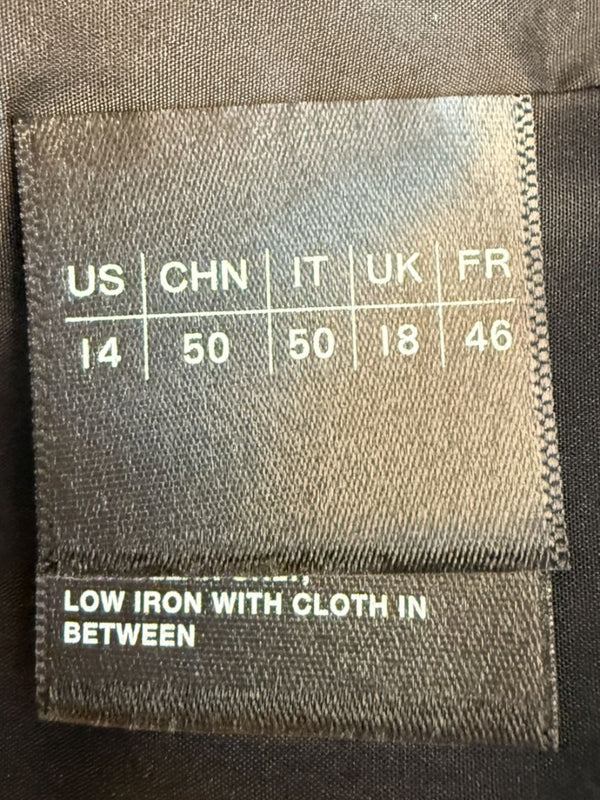 US CHN IT UK FR
14 50 50 18 46
LOW IRON WITH CLOTH IN
BETWEEN